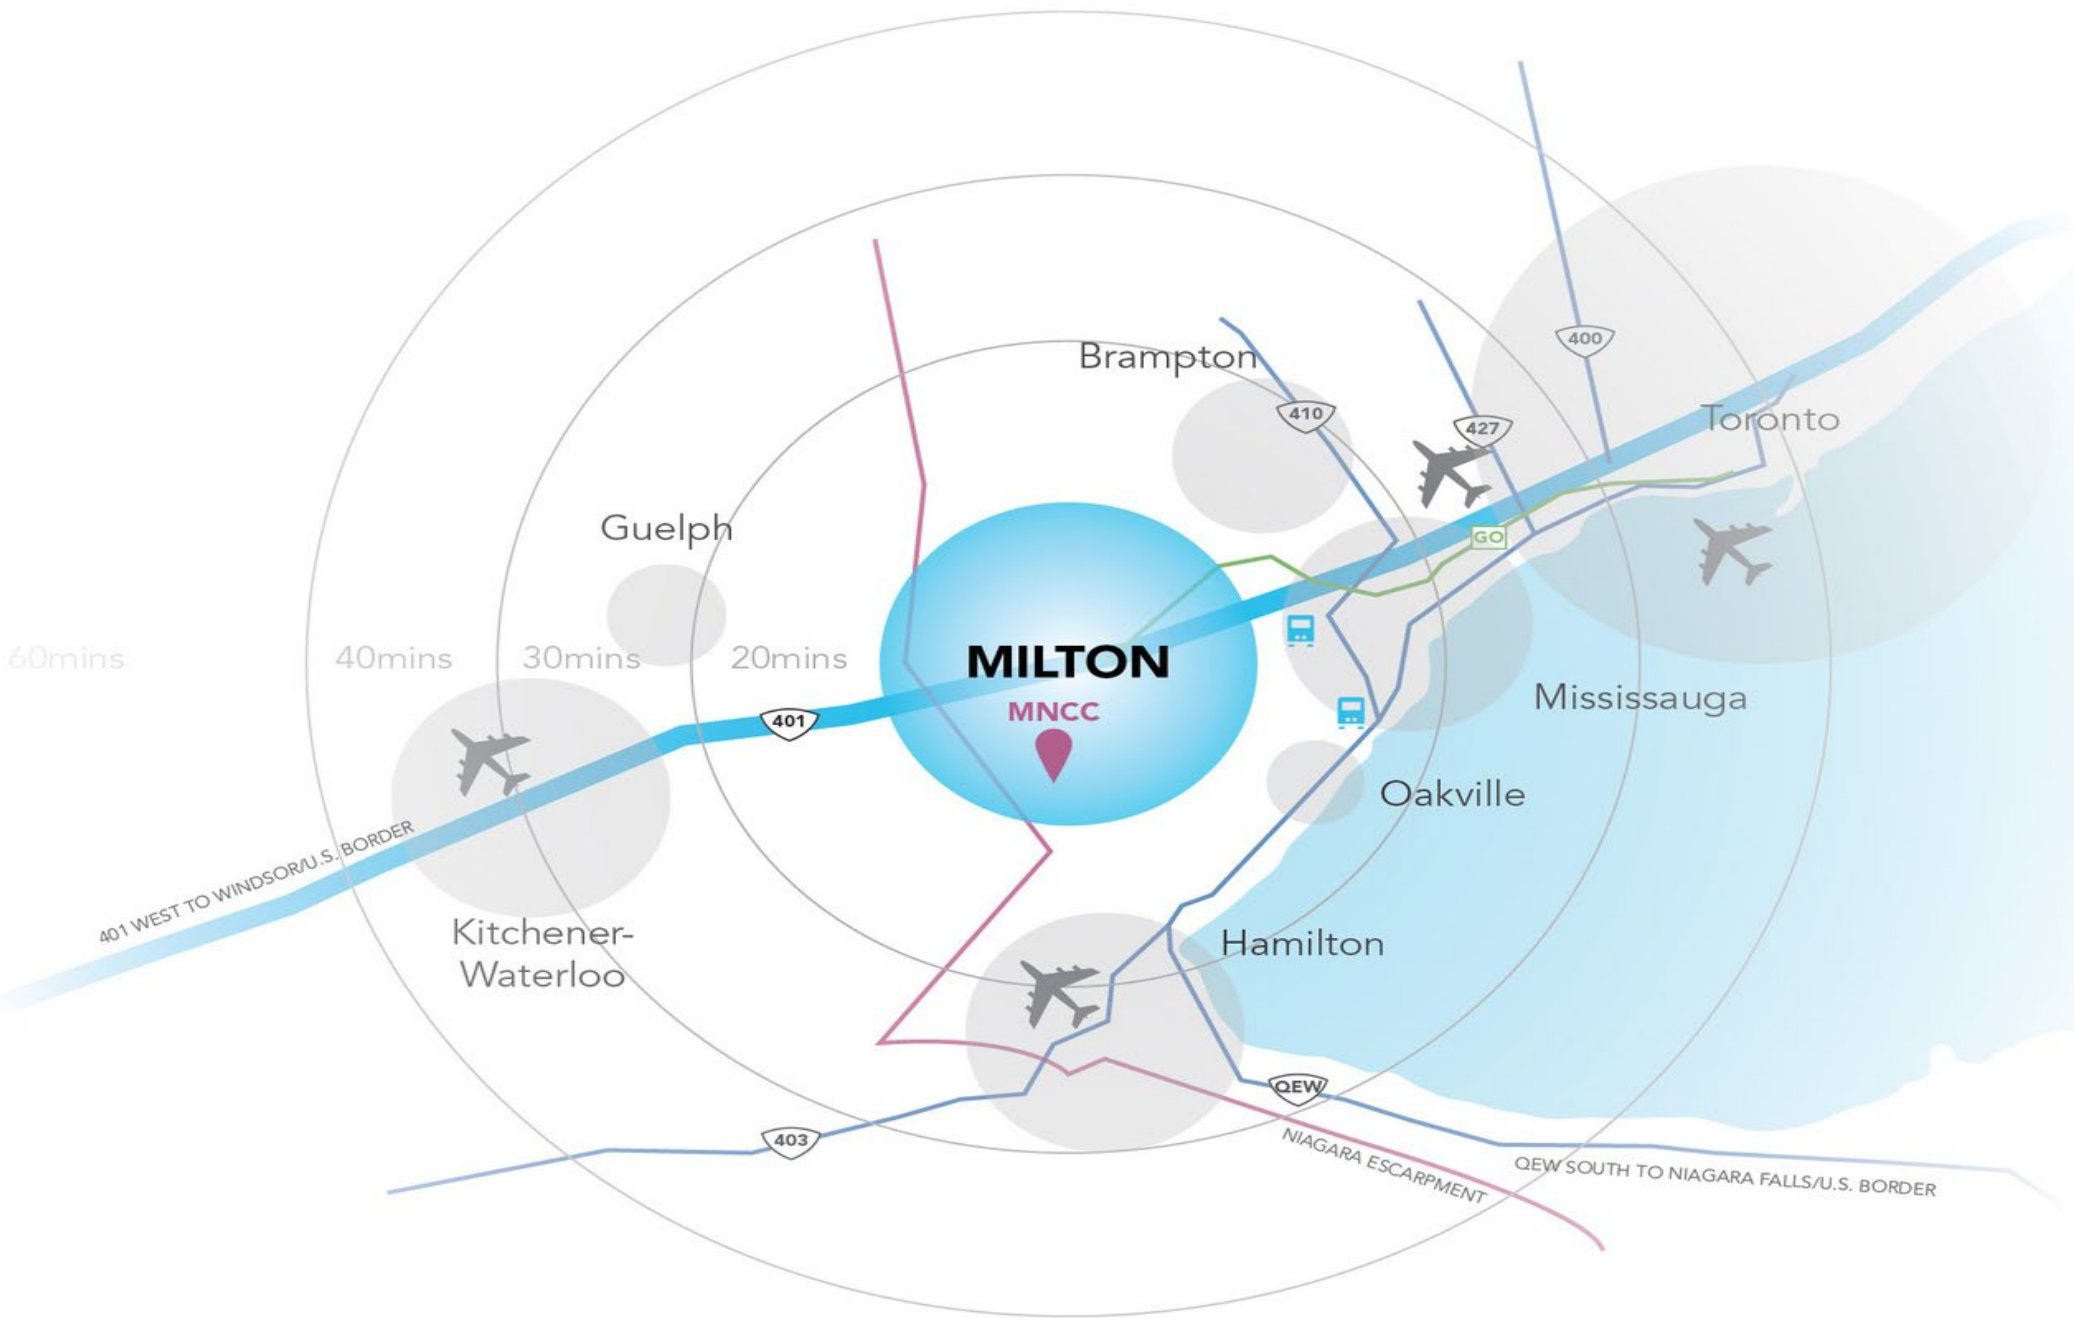 400
Brampton
410
427
Toronto
Guelph
GO
60mins
40mins
30mins
20mins
MILTON
MNCC
Mississauga
401
Oakville
401 WEST TO WINDSOR/U.S. BORDER
Kitchener-
Waterloo
Hamilton
QEW
403
NIAGARA ESCARPMENT
QEW SOUTH TO NIAGARA FALLS/U.S. BORDER